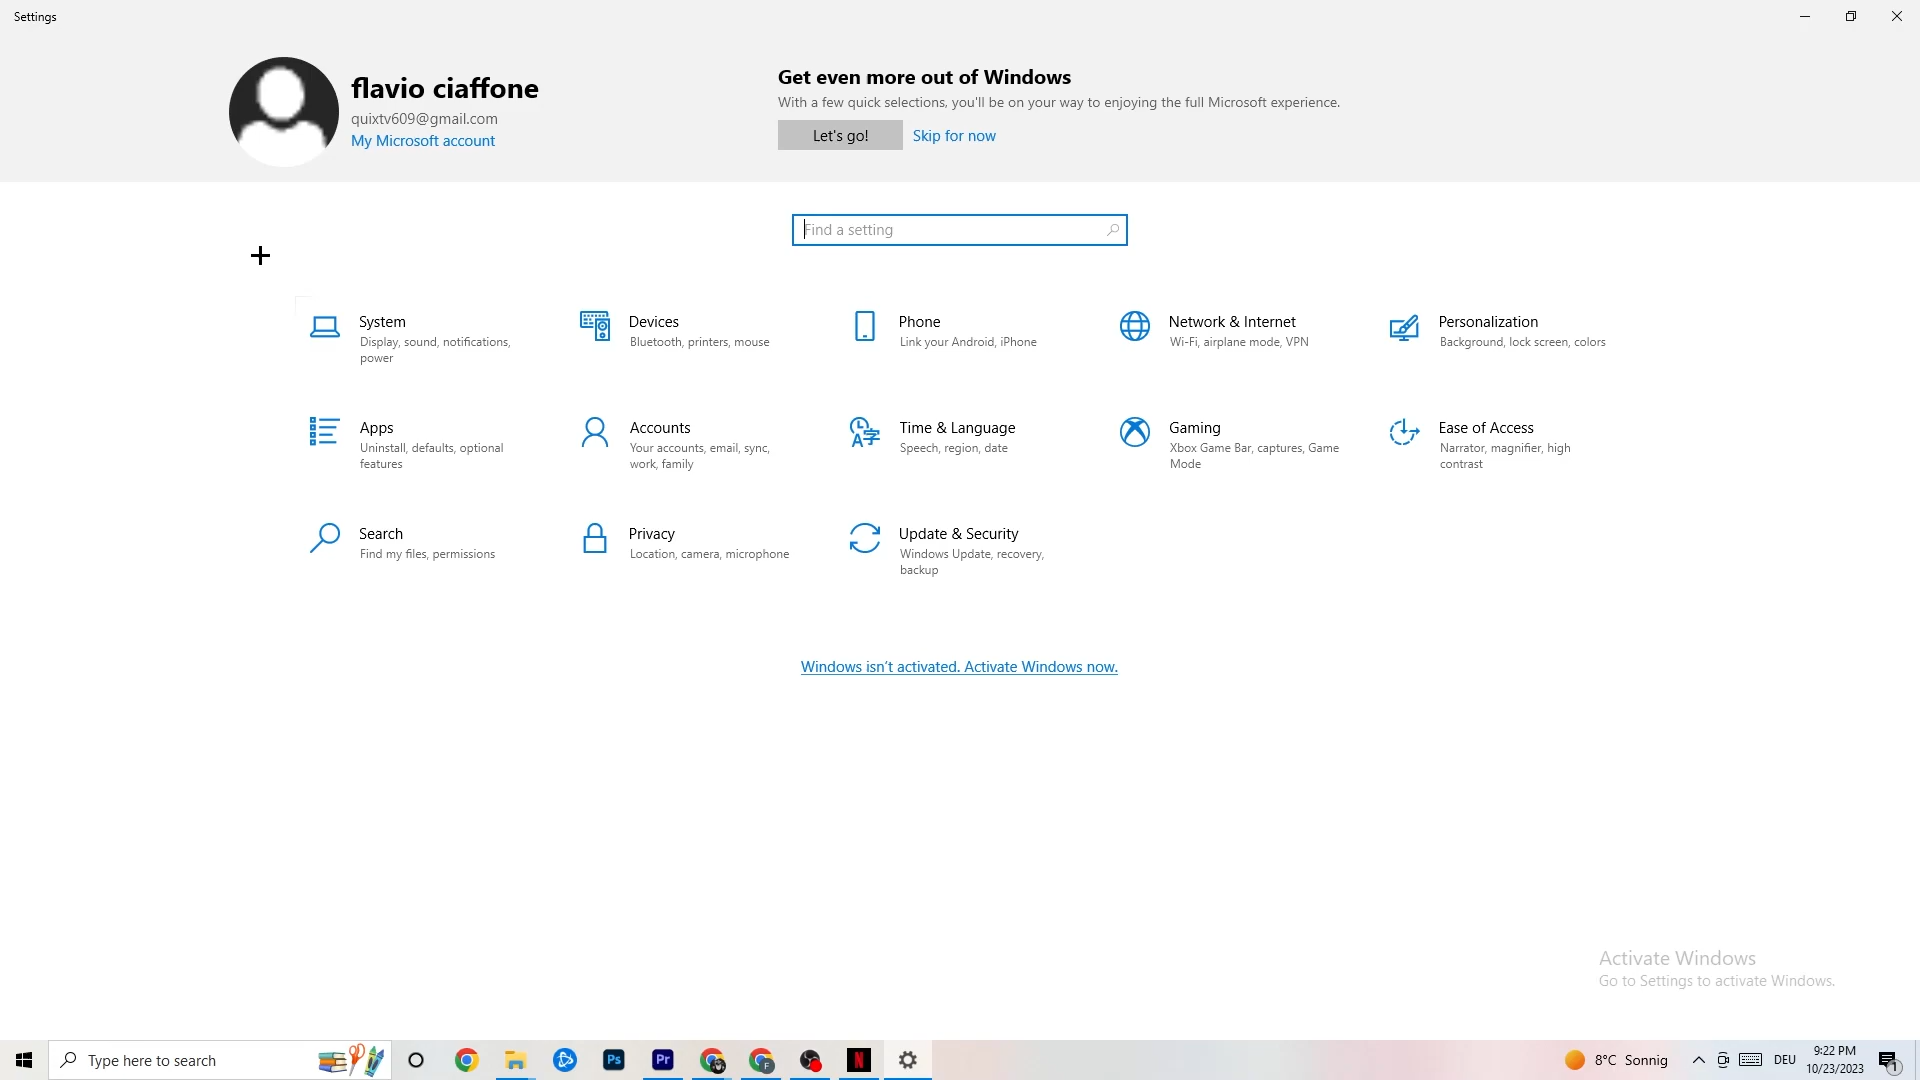 Settings
flavio ciaffone
quixtv609@gmail.com
My Microsoft account
Get even more out of Windows
With a few quick selections, you'll be on your way to enjoying the full Microsoft experience.
Let's go!
Skip for now
Find a setting
System
Display, sound, notifications,
power
Devices
Bluetooth, printers, mouse
Phone
Link your Android, iPhone
Network & Internet
Wi-Fi, airplane mode, VPN
Personalization
Background, lock screen, colors
Apps
Uninstall, defaults, optional
features
Accounts
Your accounts, email, sync,
work, family
Time & Language
Speech, region, date
Gaming
Xbox Game Bar, captures, Game
Mode
Ease of Access
Narrator, magnifier, high
contrast
Search
Find my files, permissions
Privacy
Location, camera, microphone
Update & Security
Windows Update, recovery,
backup
Windows isn't activated. Activate Windows now.
Activate Windows
Go to Settings to activate Windows.
Type here to search
Ps
Pr
F
N
8°C Sonnig
DEU
9:22 PM
10/23/2023
1